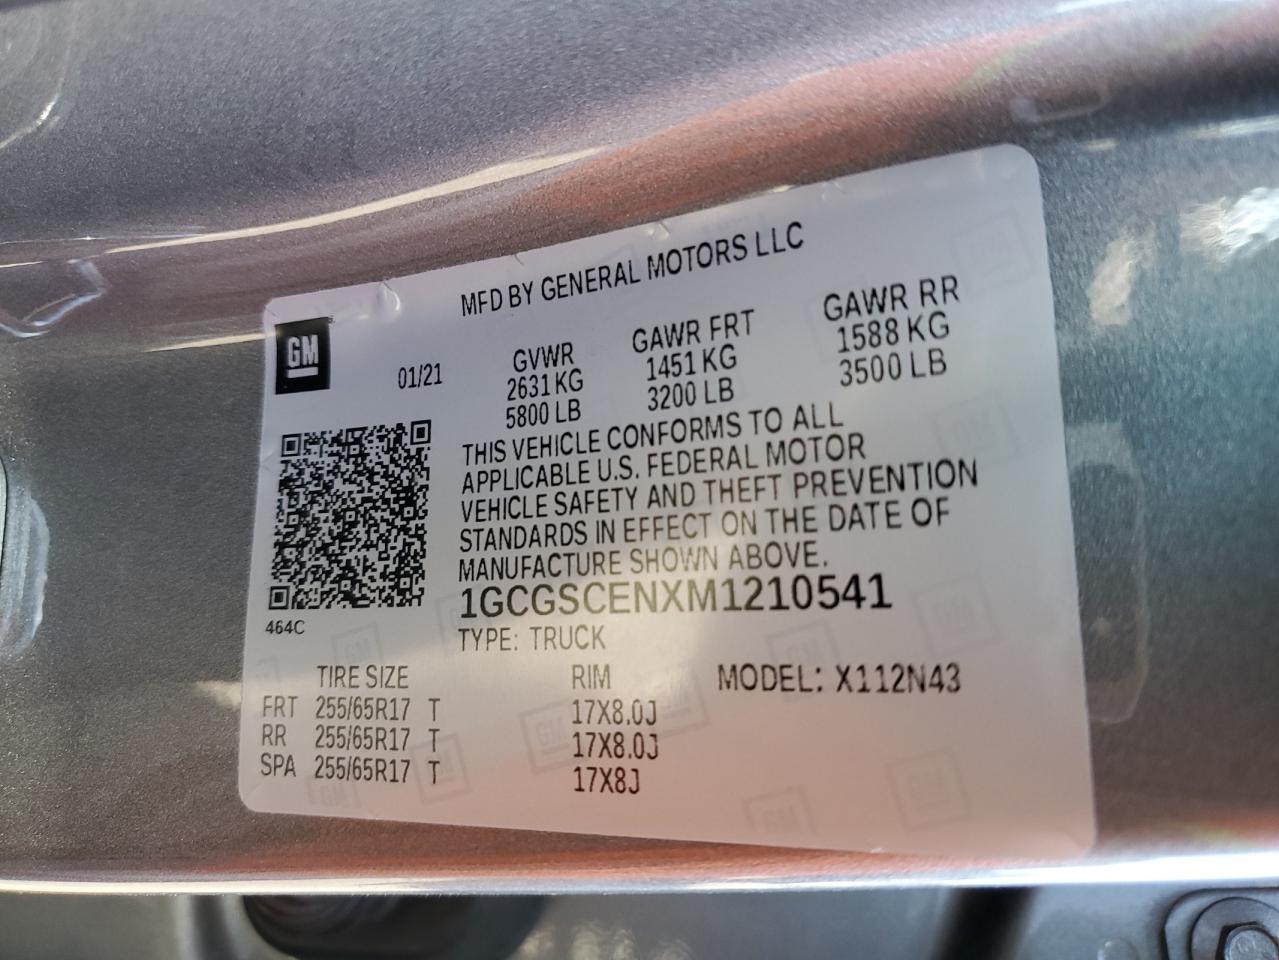 MFD BY GENERAL MOTORS LLC
GM
01/21
GVWR GAWR FRT GAWR RR
2631 KG 1451 KG 1588 KG
5800 LB 3200 LB 3500 LB
THIS VEHICLE CONFORMS TO ALL
APPLICABLE U.S. FEDERAL MOTOR
VEHICLE SAFETY AND THEFT PREVENTION
STANDARDS IN EFFECT ON THE DATE OF
MANUFACTURE SHOWN ABOVE.
1GCGSCENXM1210541
464C
TYPE: TRUCK
TIRE SIZE RIM MODEL: X112N43
FRT 255/65R17 T 17X8.0J
RR 255/65R17 T 17X8.0J
SPA 255/65R17 T 17X8J